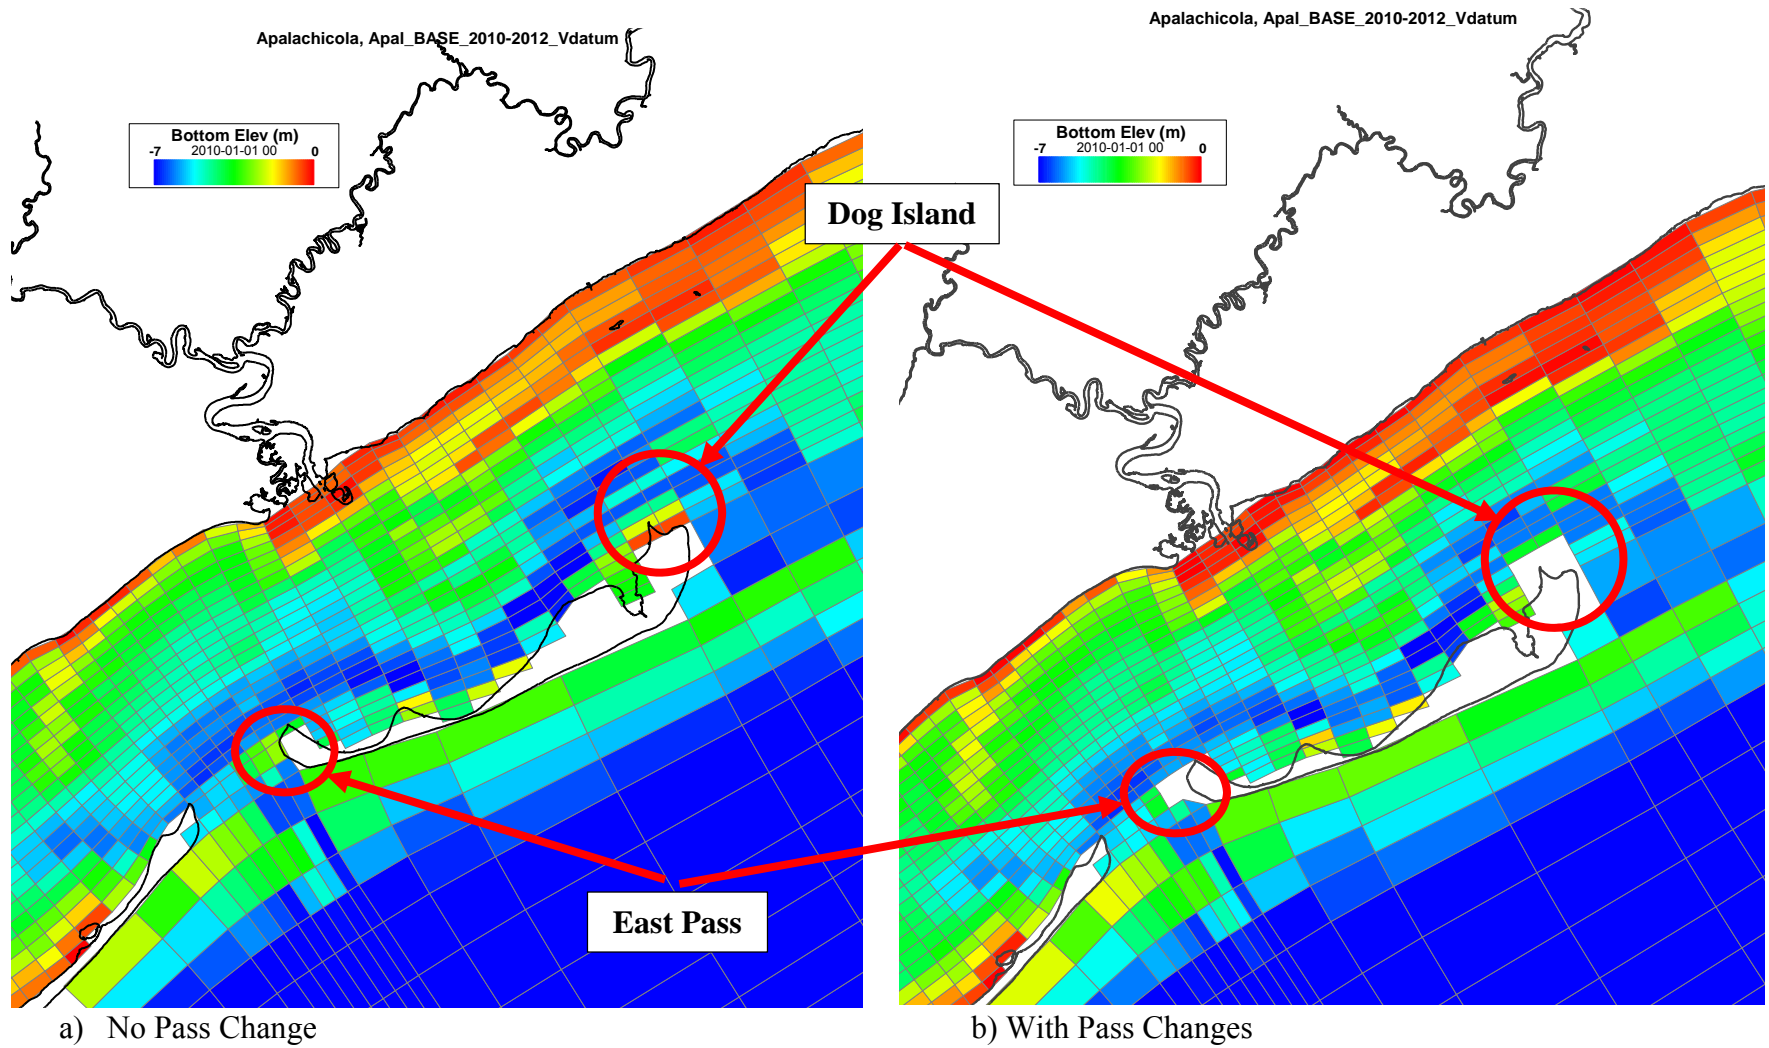 Apalachicola, Apal_BASE_2010-2012_Vdatum
Bottom Elev (m)
-7 2010-01-01 00 0
Apalachicola, Apal_BASE_2010-2012_Vdatum
Bottom Elev (m)
-7 2010-01-01 00 0
Dog Island
East Pass
a) No Pass Change
b) With Pass Changes